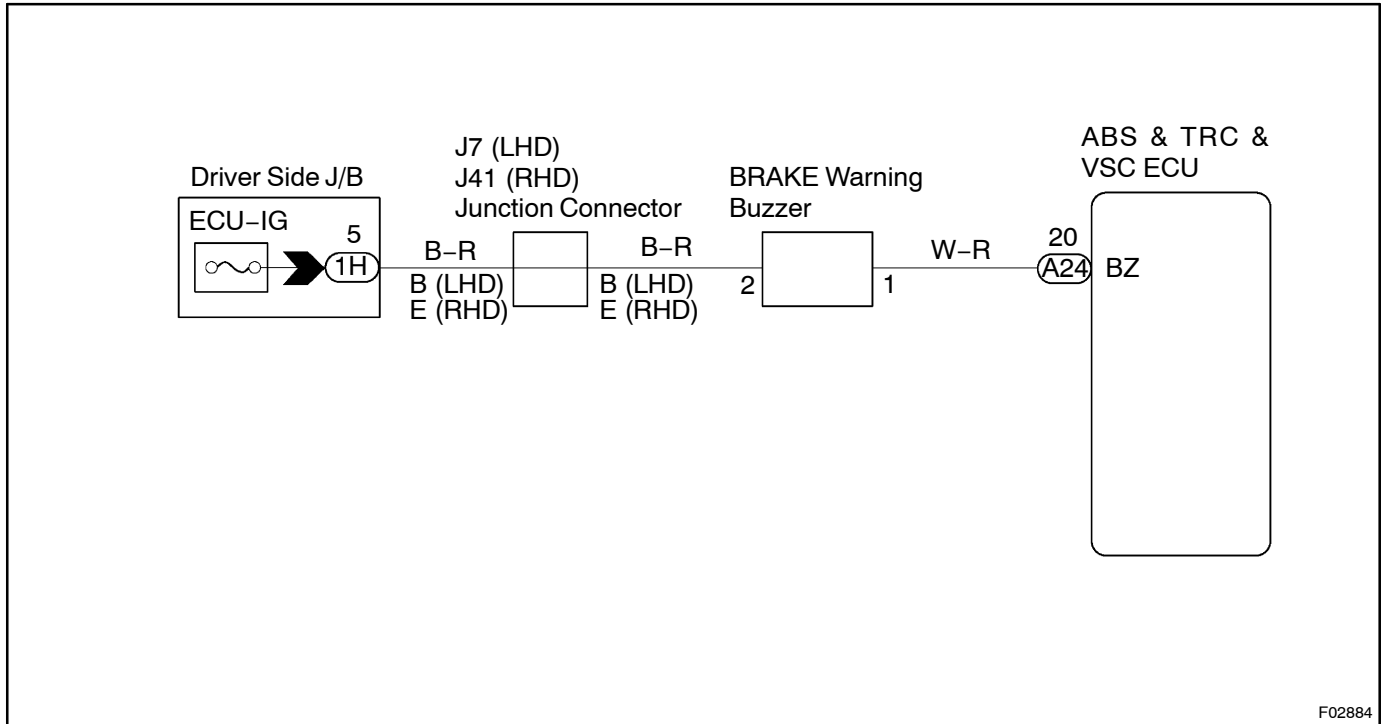 Driver Side J/B
ECU–IG
5
1H
B–R
B (LHD)
E (RHD)
J7 (LHD)
J41 (RHD)
Junction Connector
B–R
B (LHD)
E (RHD)
BRAKE Warning
Buzzer
2
1
W–R
20
A24
ABS & TRC &
VSC ECU
BZ
F02884